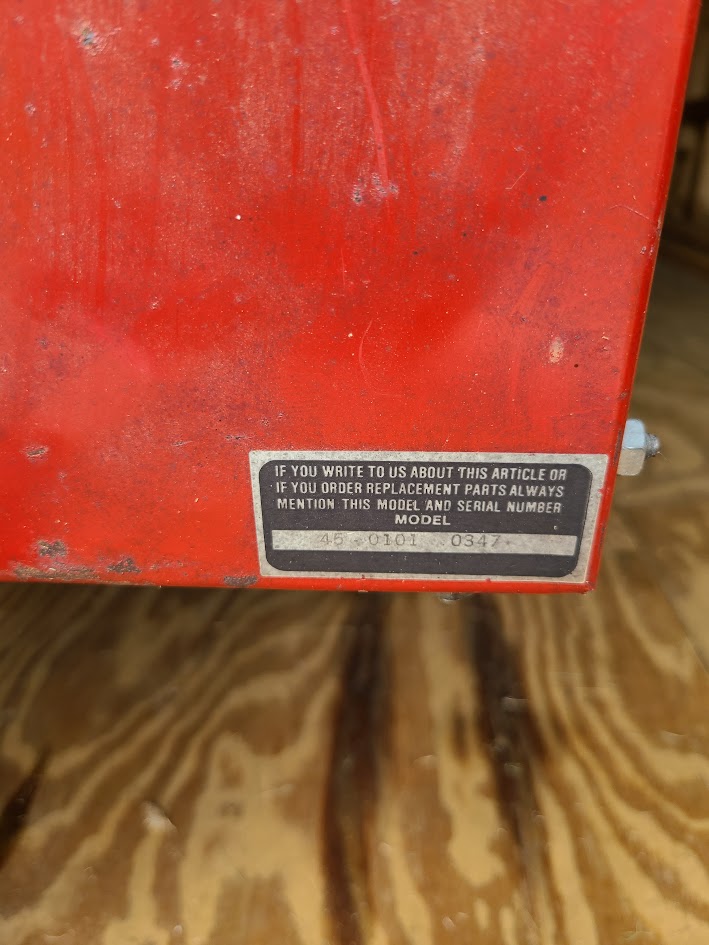 IF YOU WRITE TO US ABOUT THIS ARTICLE OR
IF YOU ORDER REPLACEMENT PARTS ALWAYS
MENTION THIS MODEL AND SERIAL NUMBER
MODEL
45-0101 0347